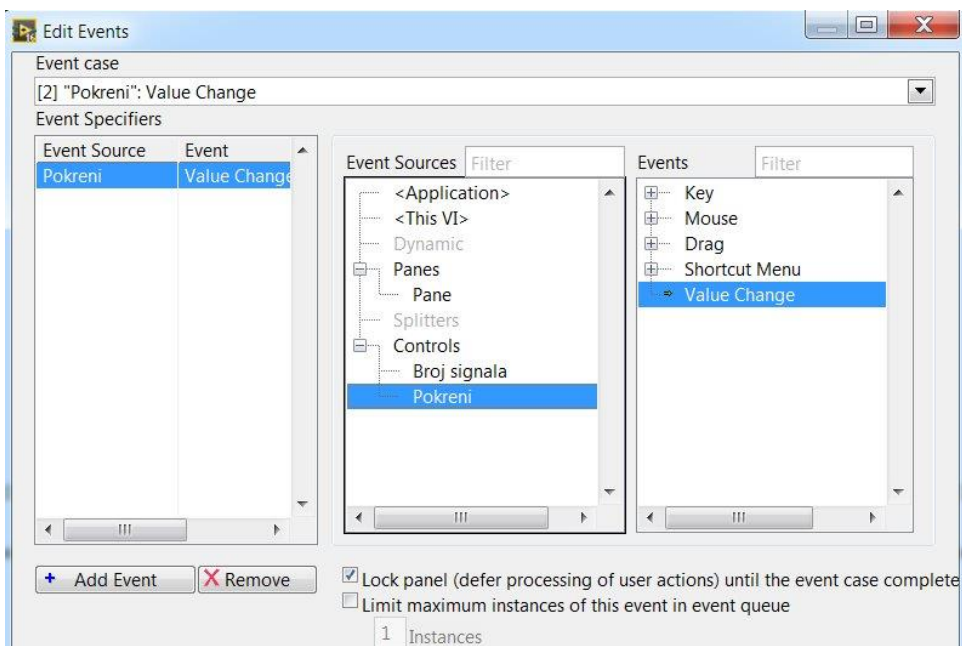 Edit Events
Event case
[2] "Pokreni": Value Change
Event Specifiers
Event Source Event
Pokreni Value Change
Event Sources Filter
<Application>
<This VI>
Dynamic
Panes
Pane
Splitters
Controls
Broj signala
Pokreni
Events Filter
Key
Mouse
Drag
Shortcut Menu
Value Change
+ Add Event
X Remove
Lock panel (defer processing of user actions) until the event case complete
Limit maximum instances of this event in event queue
1 Instances